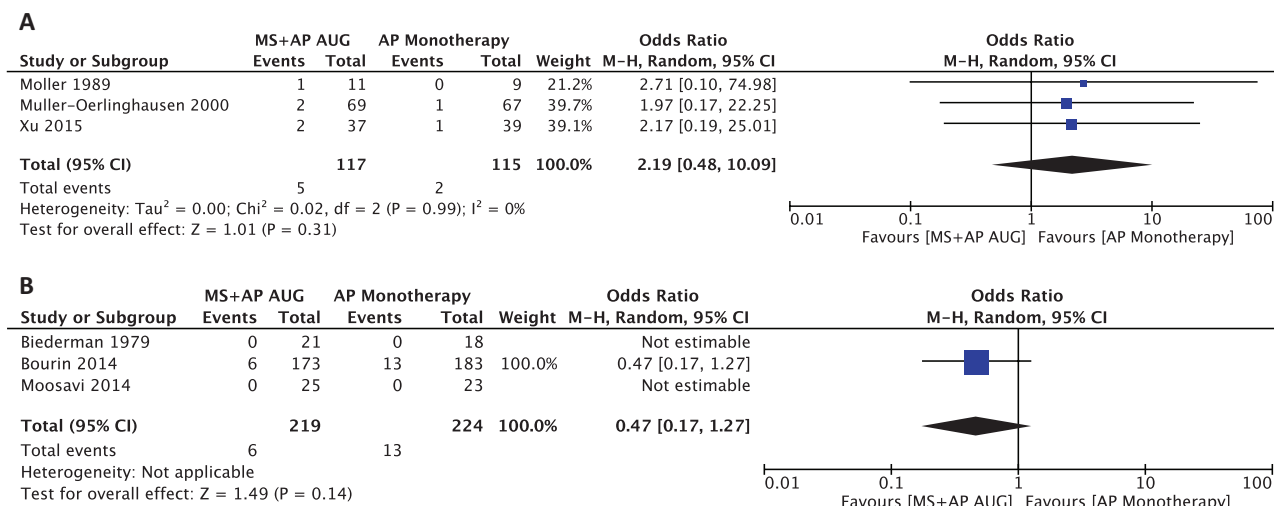 A
MS+AP AUG AP Monotherapy Odds Ratio Odds Ratio
Study or Subgroup Events Total Events Total Weight M-H, Random, 95% CI M-H, Random, 95% CI
Moller 1989 1 11 0 9 21.2% 2.71 [0.10, 74.98]
Muller-Oerlinghausen 2000 2 69 1 67 39.7% 1.97 [0.17, 22.25]
Xu 2015 2 37 1 39 39.1% 2.17 [0.19, 25.01]
Total (95% CI) 117 115 100.0% 2.19 [0.48, 10.09]
Total events 5 2
Heterogeneity: Tau² = 0.00; Chi² = 0.02, df = 2 (P = 0.99); I² = 0%
Test for overall effect: Z = 1.01 (P = 0.31)
0.01 0.1 1 10 100
Favours [MS+AP AUG] Favours [AP Monotherapy]
B
MS+AP AUG AP Monotherapy Odds Ratio Odds Ratio
Study or Subgroup Events Total Events Total Weight M-H, Random, 95% CI M-H, Random, 95% CI
Biederman 1979 0 21 0 18 Not estimable
Bourin 2014 6 173 13 183 100.0% 0.47 [0.17, 1.27]
Moosavi 2014 0 25 0 23 Not estimable
Total (95% CI) 219 224 100.0% 0.47 [0.17, 1.27]
Total events 6 13
Heterogeneity: Not applicable
Test for overall effect: Z = 1.49 (P = 0.14)
0.01 0.1 1 10 100
Favours [MS+AP AUG] Favours [AP Monotherapy]